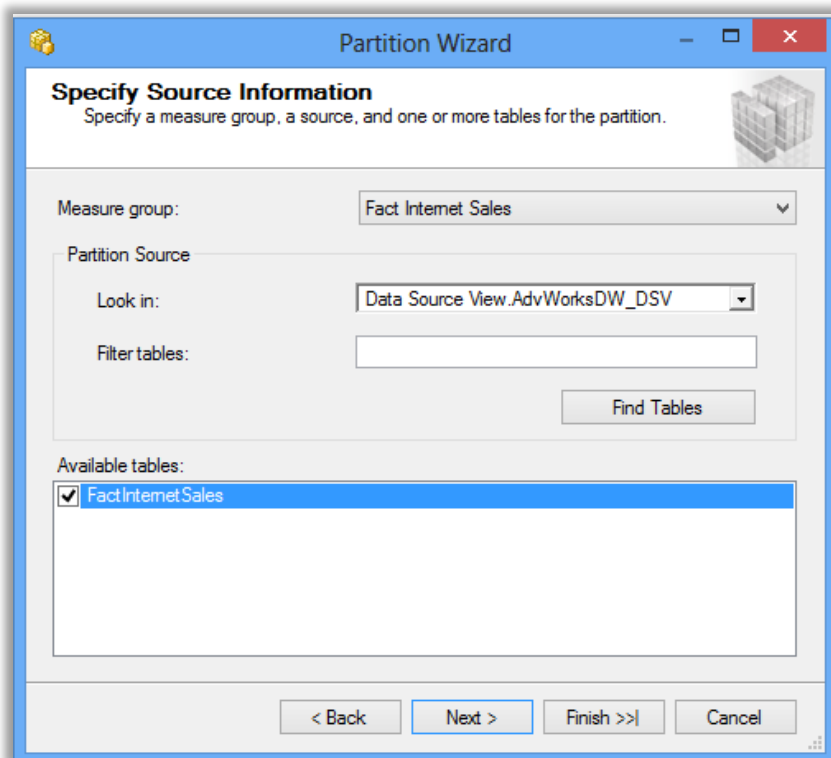 Partition Wizard
Specify Source Information
Specify a measure group, a source, and one or more tables for the partition.
Measure group:
Fact Internet Sales
Partition Source
Look in:
Data Source View.AdvWorksDW_DSV
Filter tables:
Find Tables
Available tables:
FactInternetSales
< Back
Next >
Finish >>|
Cancel